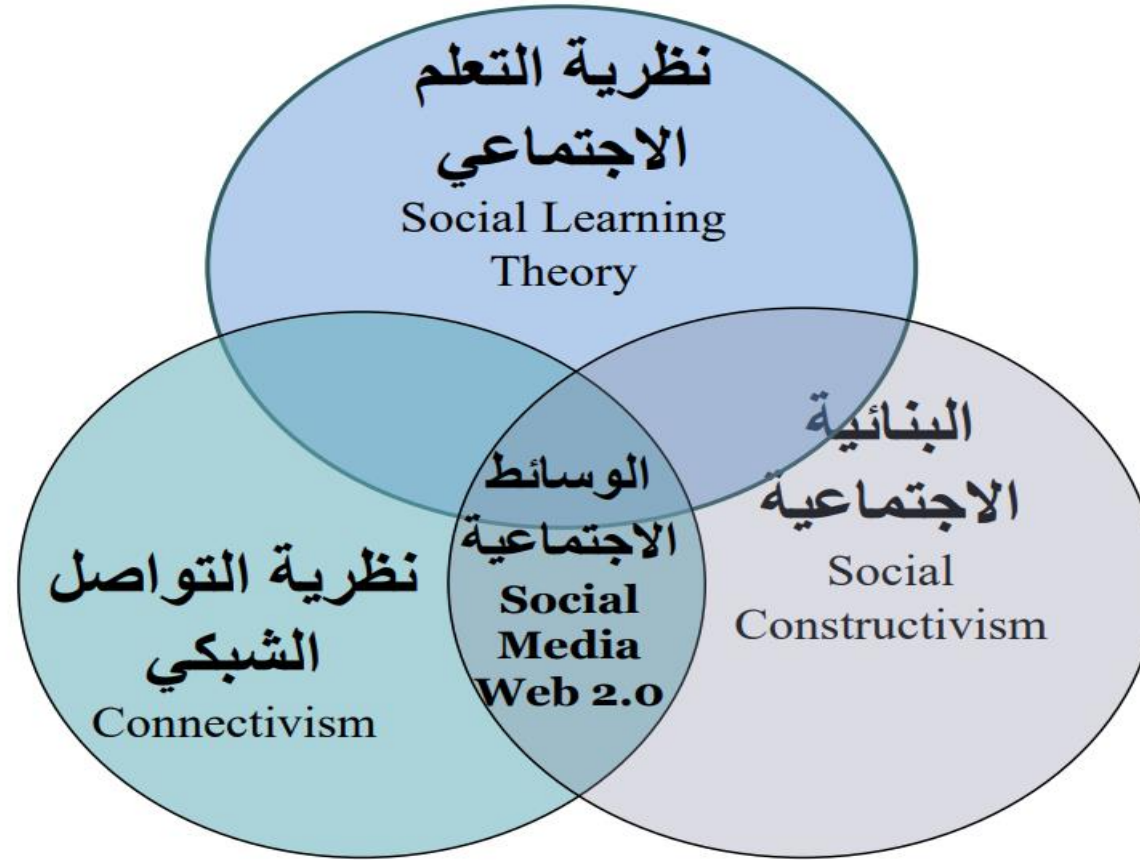 نظرية التعلم
الاجتماعي
Social Learning
Theory
البنائية
الاجتماعية
Social
Constructivism
الوسائط
الاجتماعية
Social
Media
Web 2.0
نظرية التواصل
الشبكي
Connectivism